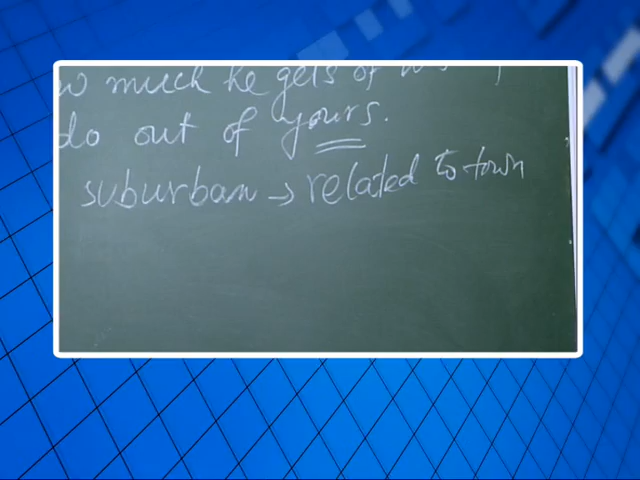 w much he gets of
do out of yours.
suburban → related to town